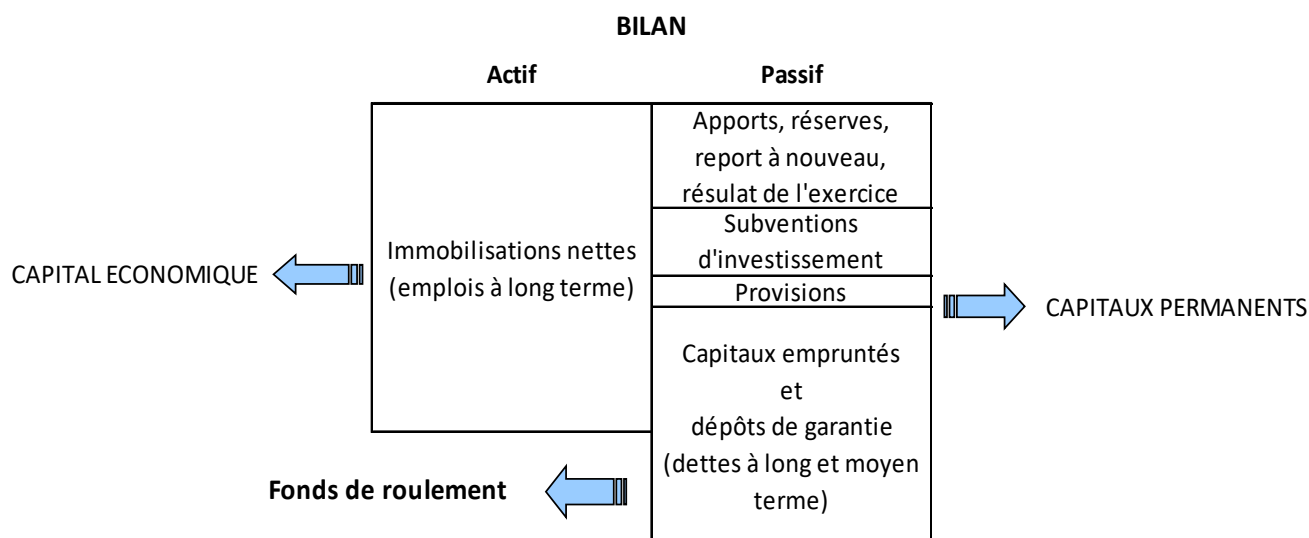 BILAN
Actif
Passif
CAPITAL ECONOMIQUE
Immobilisations nettes
(emplois à long terme)
Apports, réserves,
report à nouveau,
résulat de l'exercice
Subventions
d'investissement
Provisions
Capitaux empruntés
et
dépôts de garantie
(dettes à long et moyen
terme)
CAPITAUX PERMANENTS
Fonds de roulement